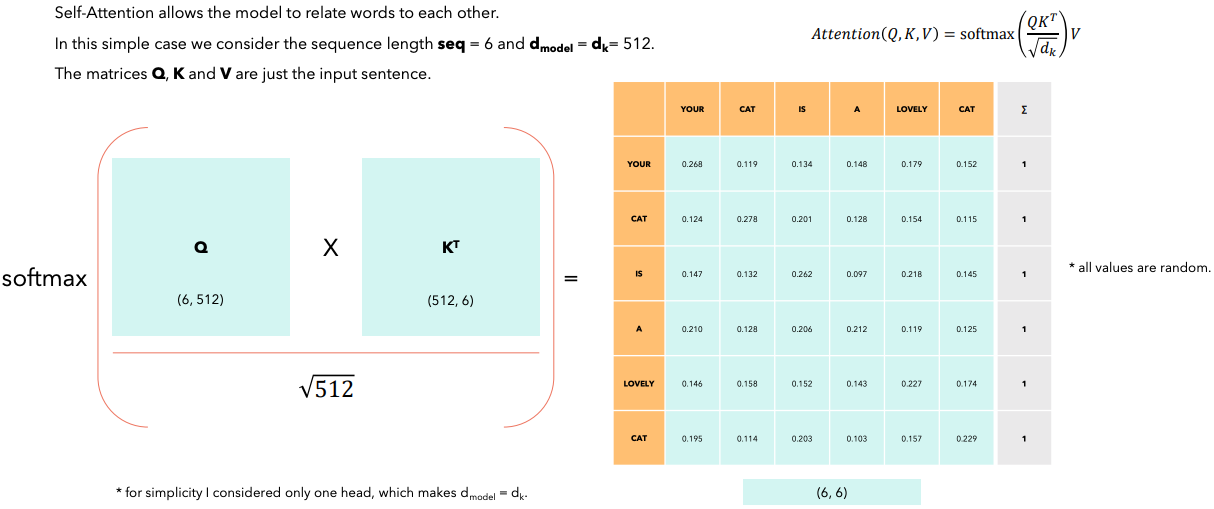 Self-Attention allows the model to relate words to each other.
In this simple case we consider the sequence length seq = 6 and d_model = d_k = 512.
The matrices Q, K and V are just the input sentence.
Attention(Q, K, V) = softmax(QK^T / √d_k) V
softmax
Q
(6, 512)
X
K^T
(512, 6)
√512
=
YOUR CAT IS A LOVELY CAT Σ
YOUR 0.268 0.119 0.134 0.148 0.179 0.152 1
CAT 0.124 0.278 0.201 0.128 0.154 0.115 1
IS 0.147 0.132 0.262 0.097 0.218 0.145 1
A 0.210 0.128 0.206 0.212 0.119 0.125 1
LOVELY 0.146 0.158 0.152 0.143 0.227 0.174 1
CAT 0.195 0.114 0.203 0.103 0.157 0.229 1
* all values are random.
(6, 6)
* for simplicity I considered only one head, which makes d_model = d_k.